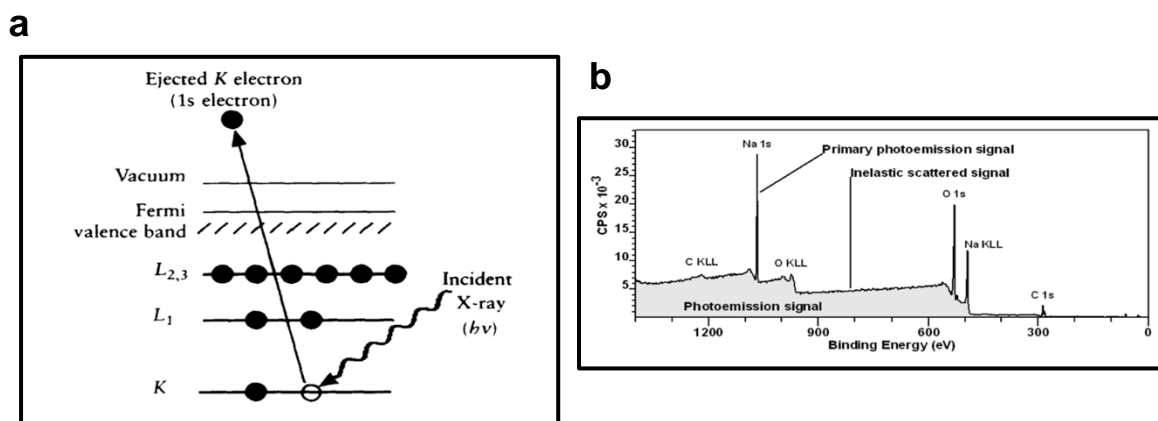 a
Ejected K electron
(1s electron)
Vacuum
Fermi
valence band
L2,3
L1
K
Incident
X-ray
(hν)
b
CPS x 10-3
30
25
20
15
10
5
Na 1s
Primary photoemission signal
Inelastic scattered signal
O 1s
Na KLL
C KLL
O KLL
C 1s
Photoemission signal
1200 900 600 300 0
Binding Energy (eV)